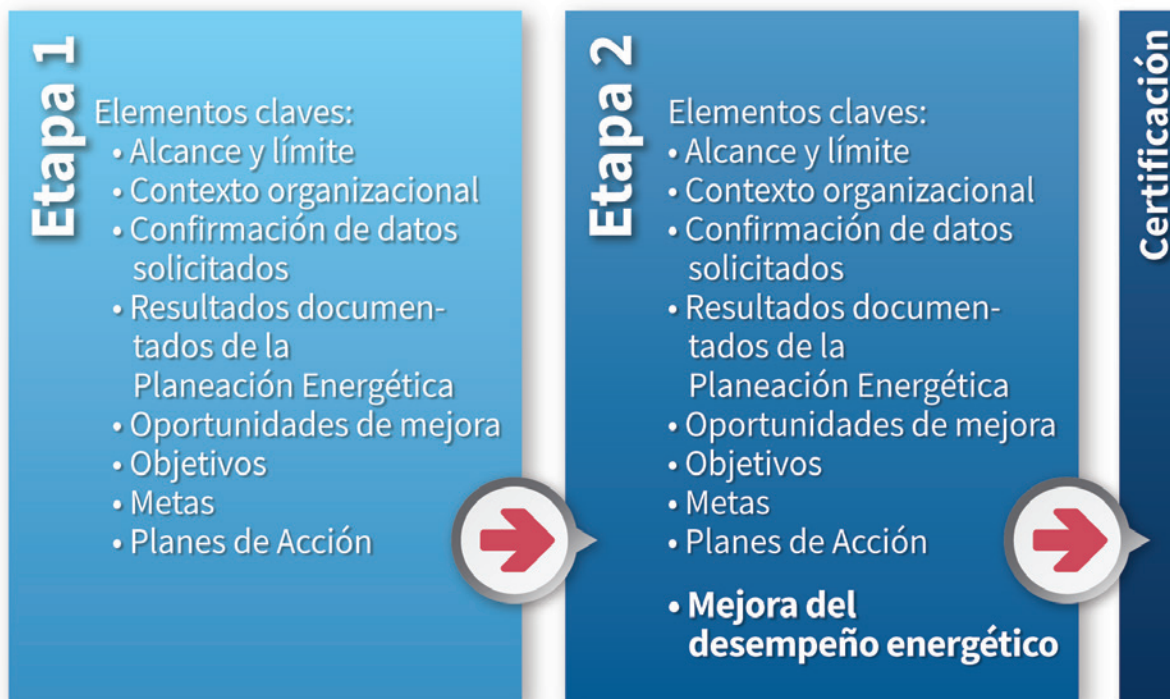 Etapa 1
Elementos claves:
• Alcance y límite
• Contexto organizacional
• Confirmación de datos
solicitados
• Resultados documen-
tados de la
Planeación Energética
• Oportunidades de mejora
• Objetivos
• Metas
• Planes de Acción
Etapa 2
Elementos claves:
• Alcance y límite
• Contexto organizacional
• Confirmación de datos
solicitados
• Resultados documen-
tados de la
Planeación Energética
• Oportunidades de mejora
• Objetivos
• Metas
• Planes de Acción
• Mejora del
desempeño energético
Certificación